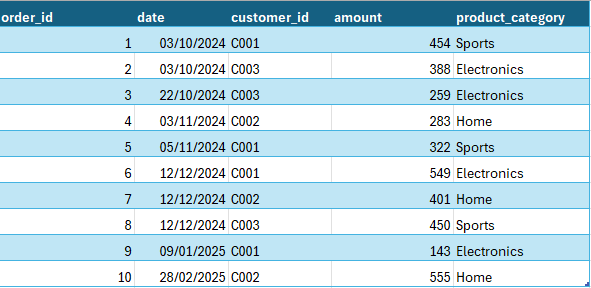 order_id date customer_id amount product_category
1 03/10/2024 C001 454 Sports
2 03/10/2024 C003 388 Electronics
3 22/10/2024 C003 259 Electronics
4 03/11/2024 C002 283 Home
5 05/11/2024 C001 322 Sports
6 12/12/2024 C001 549 Electronics
7 12/12/2024 C002 401 Home
8 12/12/2024 C003 450 Sports
9 09/01/2025 C001 143 Electronics
10 28/02/2025 C002 555 Home